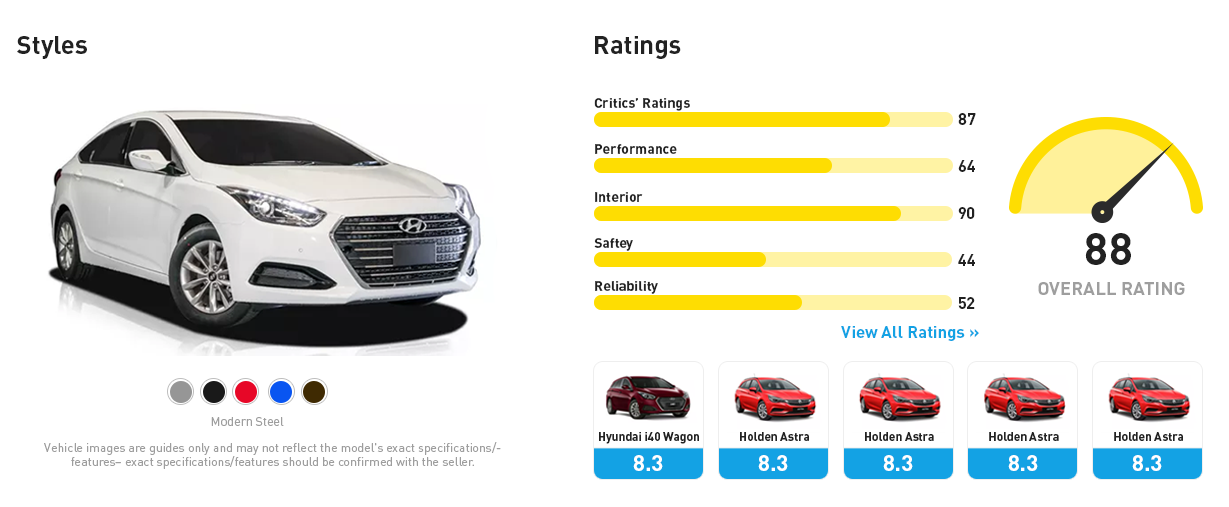 Styles
Modern Steel
Vehicle images are guides only and may not reflect the model's exact specifications/-
features– exact specifications/features should be confirmed with the seller.
Ratings
Critics’ Ratings
87
Performance
64
Interior
90
Saftey
44
Reliability
52
View All Ratings »
88
OVERALL RATING
Hyundai i40 Wagon
8.3
Holden Astra
8.3
Holden Astra
8.3
Holden Astra
8.3
Holden Astra
8.3